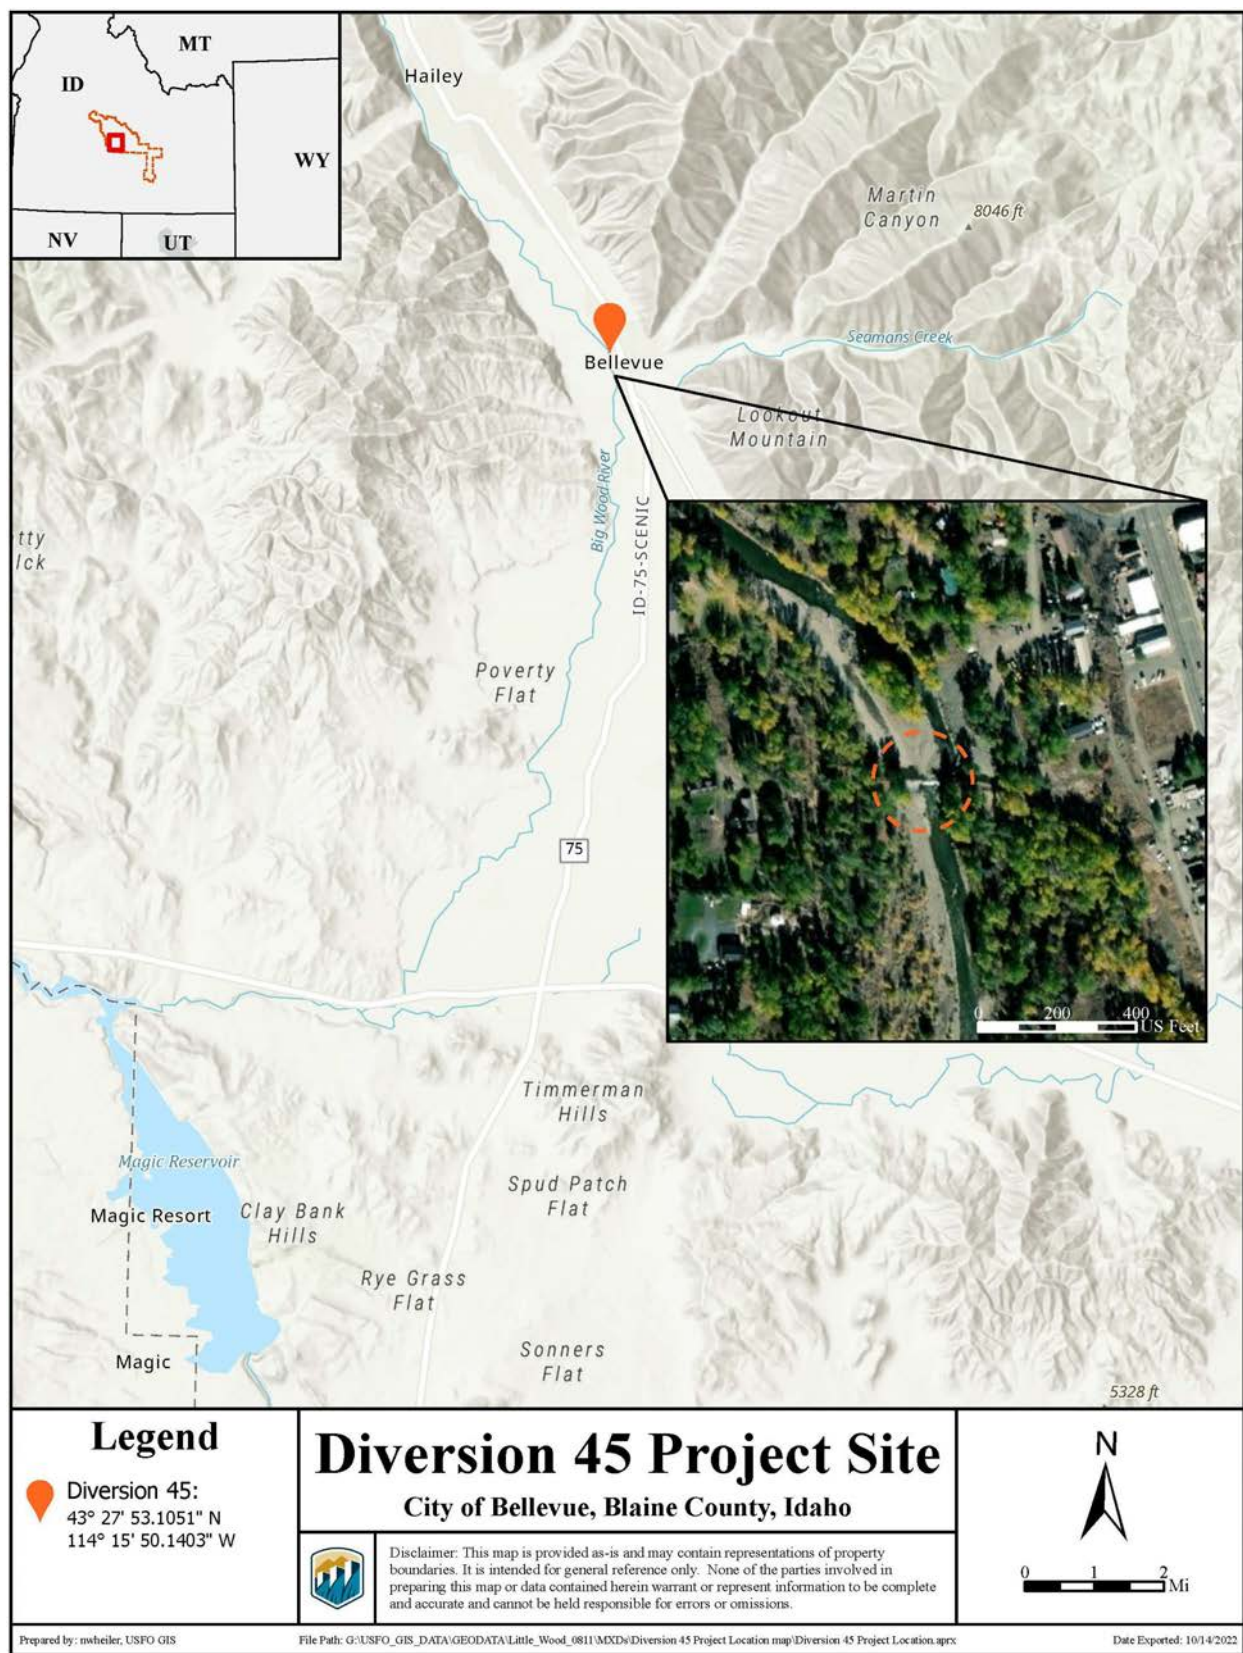 MT
ID
WY
NV
UT
Hailey
Martin
Canyon
8046 ft
Seamans Creek
Bellevue
Lookout
Mountain
Big Wood River
ID-75-SCENIC
Poverty
Flat
75
0 200 400
US Feet
Timmerman
Hills
Magic Reservoir
Spud Patch
Flat
Magic Resort
Clay Bank
Hills
Rye Grass
Flat
Sonners
Flat
Magic
5328 ft
Legend
Diversion 45:
43° 27' 53.1051" N
114° 15' 50.1403" W
Diversion 45 Project Site
City of Bellevue, Blaine County, Idaho
Disclaimer: This map is provided as-is and may contain representations of property
boundaries. It is intended for general reference only. None of the parties involved in
preparing this map or data contained herein warrant or represent information to be complete
and accurate and cannot be held responsible for errors or omissions.
N
0 1 2
Mi
Prepared by: nwheiler, USFO GIS
File Path: G:\USFO_GIS_DATA\GEODATA\Little_Wood_0811\MXDs\Diversion 45 Project Location map\Diversion 45 Project Location.aprx
Date Exported: 10/14/2022